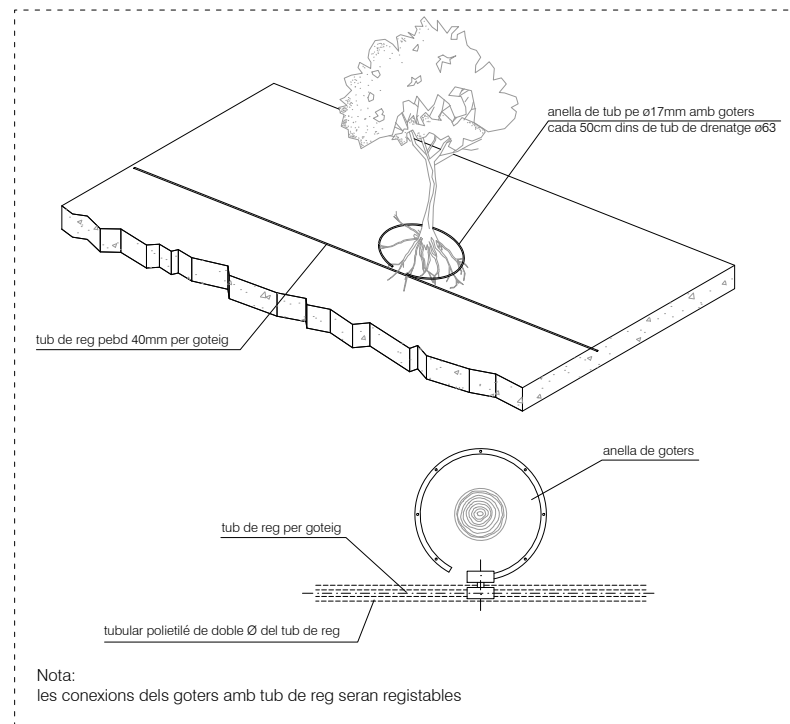 anella de tub pe ø17mm amb goters
cada 50cm dins de tub de drenatge ø63
tub de reg pebd 40mm per goteig
anella de goters
tub de reg per goteig
tubular polietilé de doble Ø del tub de reg
Nota:
les conexions dels goters amb tub de reg seran registables